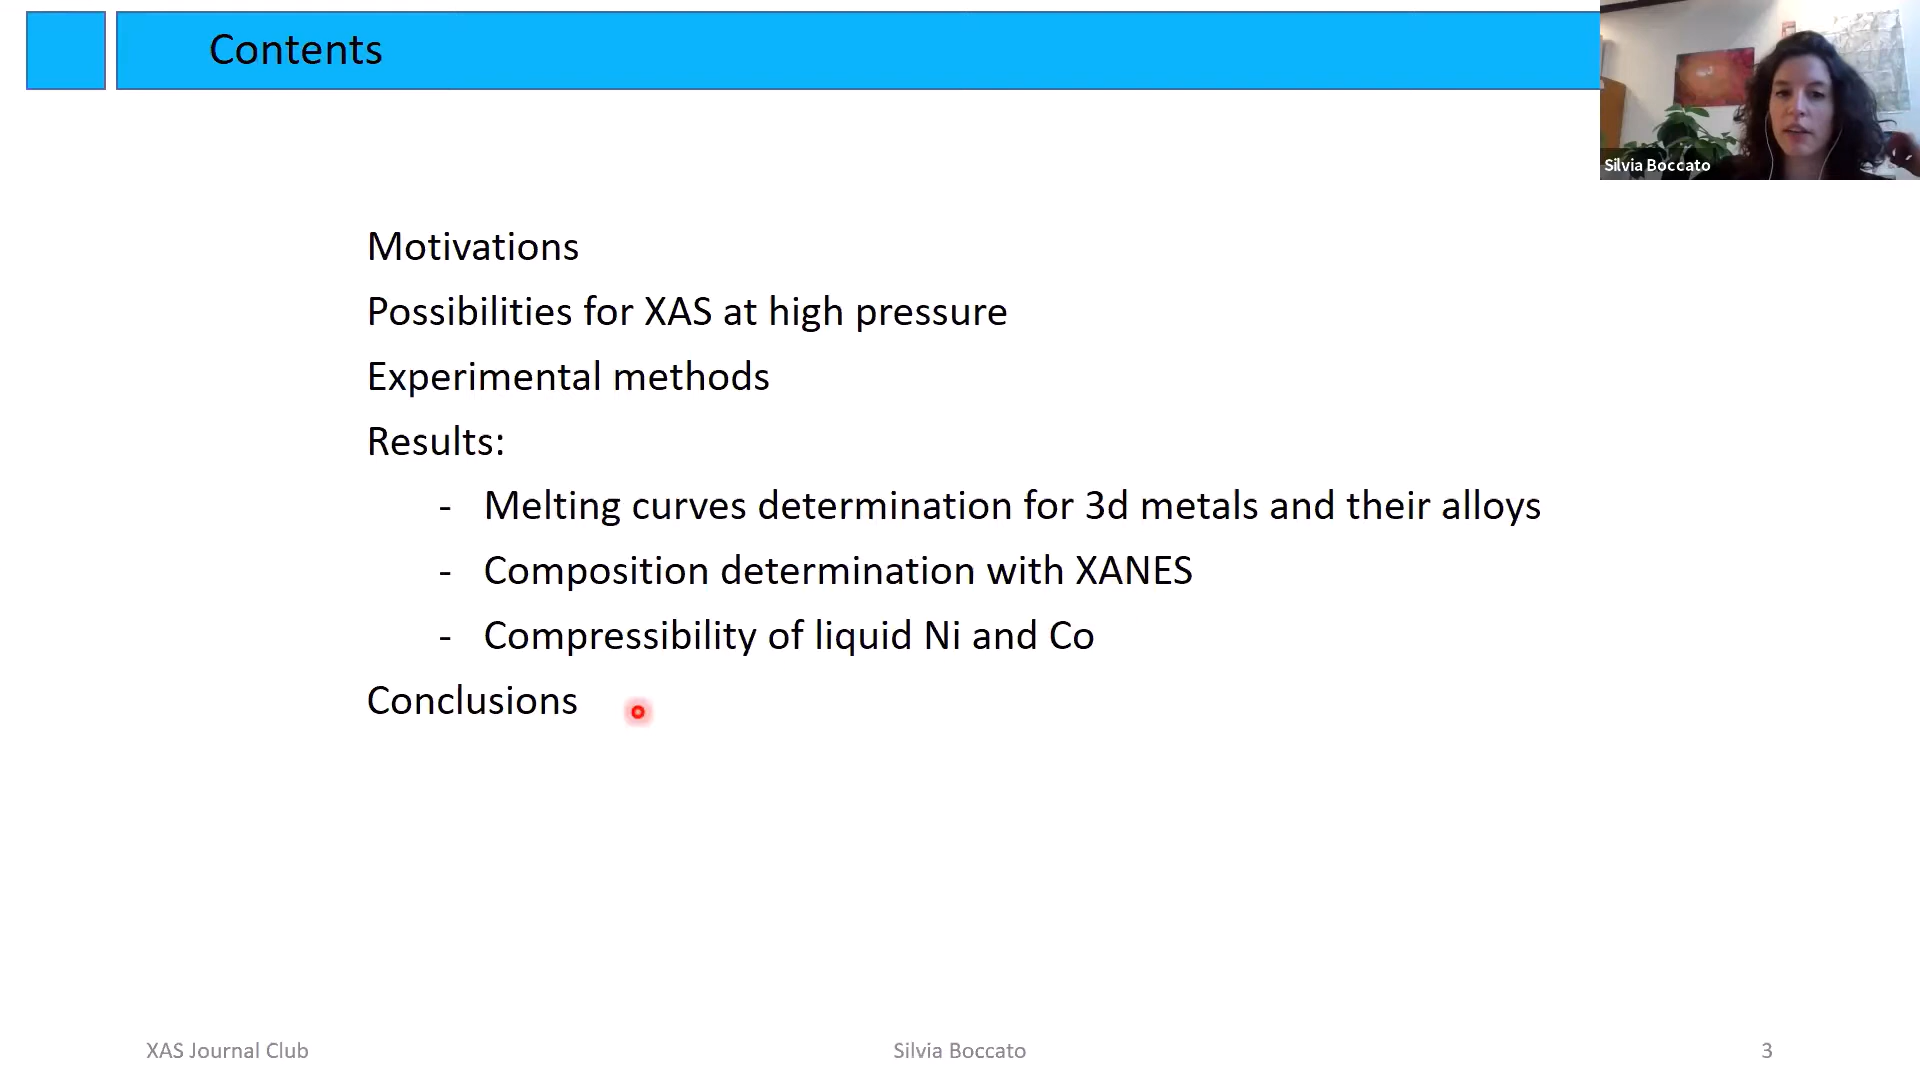 Contents
Silvia Boccato
Motivations
Possibilities for XAS at high pressure
Experimental methods
Results:
- Melting curves determination for 3d metals and their alloys
- Composition determination with XANES
- Compressibility of liquid Ni and Co
Conclusions
XAS Journal Club
Silvia Boccato
3